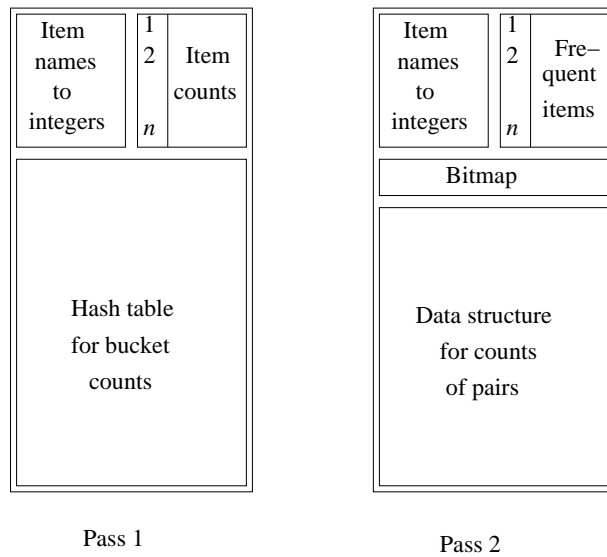 Item
names
to
integers
1
2
n
Item
counts
Hash table
for bucket
counts
Pass 1
Item
names
to
integers
1
2
n
Fre–
quent
items
Bitmap
Data structure
for counts
of pairs
Pass 2